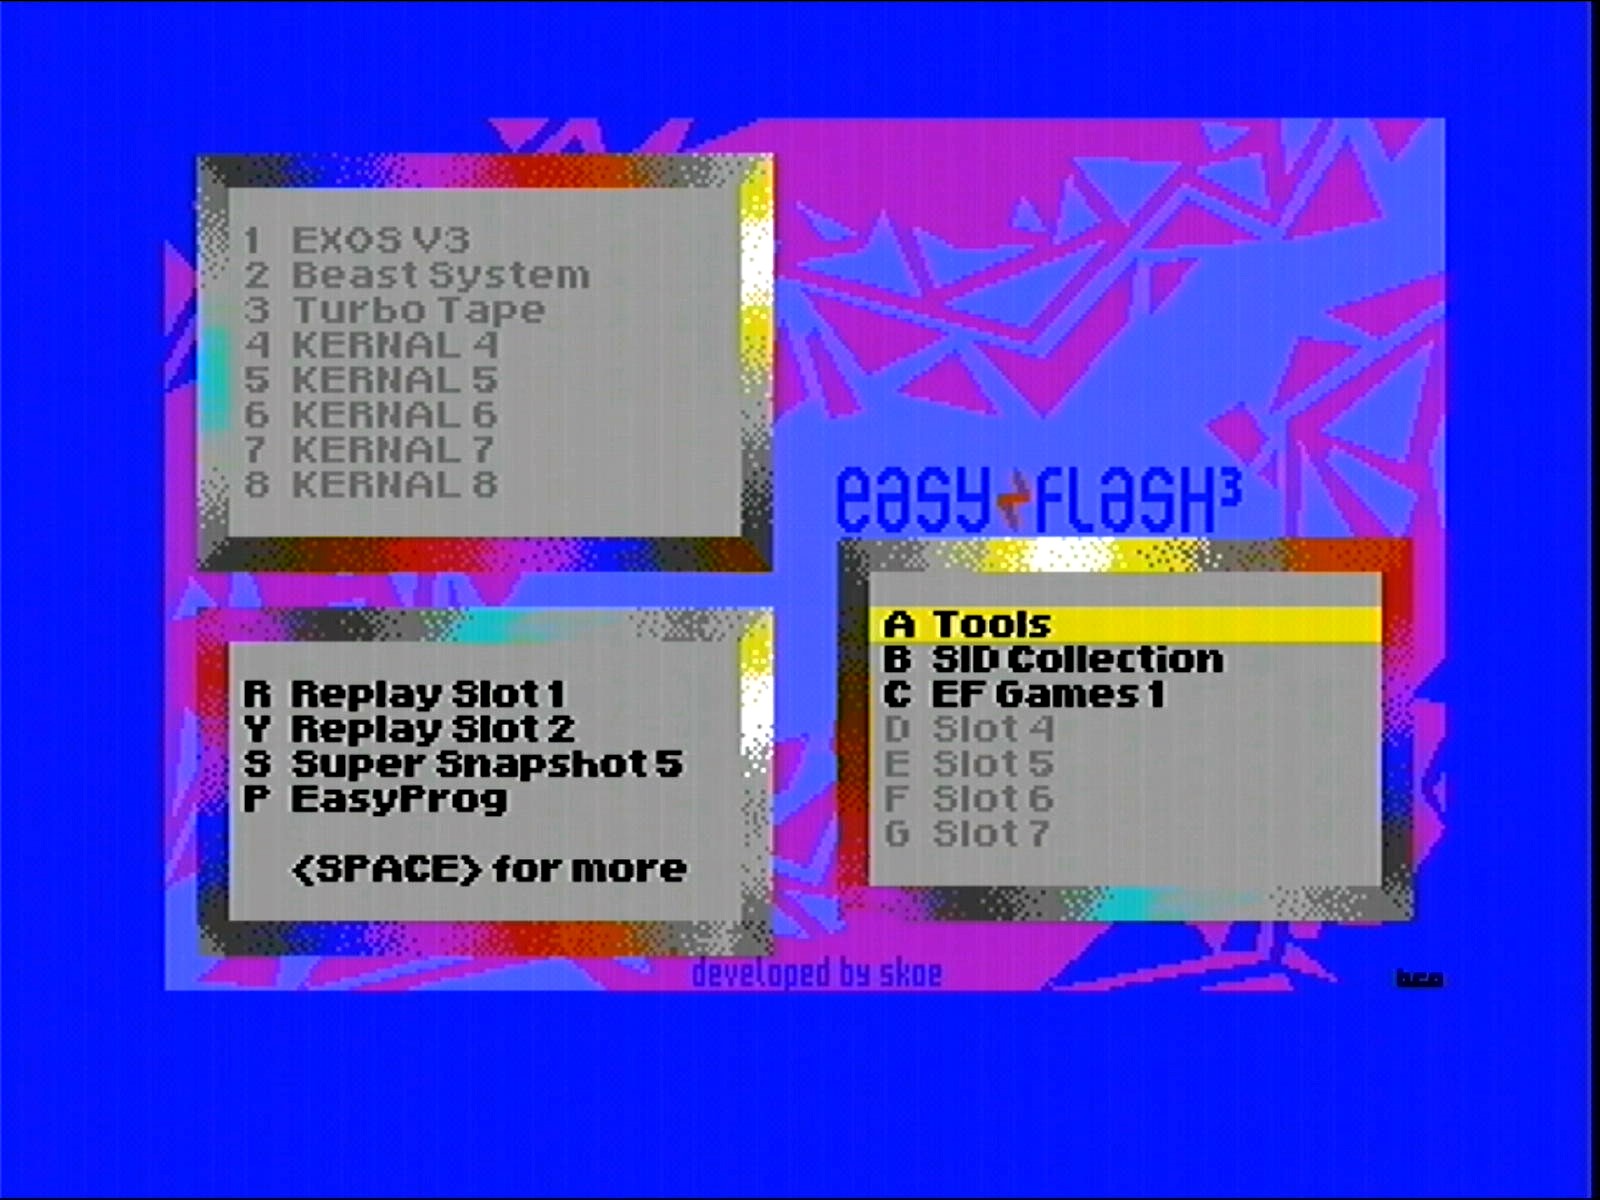 1 EXOS V3
2 Beast System
3 Turbo Tape
4 KERNAL 4
5 KERNAL 5
6 KERNAL 6
7 KERNAL 7
8 KERNAL 8
easy flash³
A Tools
B SID Collection
C EF Games 1
D Slot 4
E Slot 5
F Slot 6
G Slot 7
R Replay Slot 1
Y Replay Slot 2
S Super Snapshot 5
P EasyProg
<SPACE> for more
developed by skoe